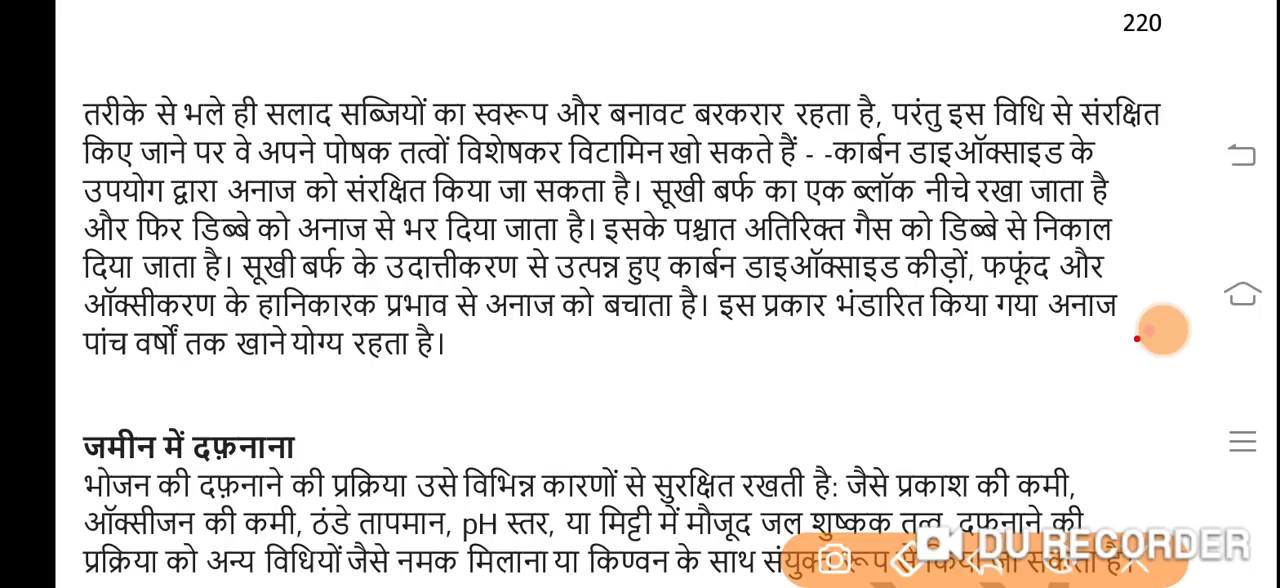 220
तरीके से भले ही सलाद सब्जियों का स्वरूप और बनावट बरकरार रहता है, परंतु इस विधि से संरक्षित
किए जाने पर वे अपने पोषक तत्वों विशेषकर विटामिन खो सकते हैं - -कार्बन डाइऑक्साइड के
उपयोग द्वारा अनाज को संरक्षित किया जा सकता है। सूखी बर्फ का एक ब्लॉक नीचे रखा जाता है
और फिर डिब्बे को अनाज से भर दिया जाता है। इसके पश्चात अतिरिक्त गैस को डिब्बे से निकाल
दिया जाता है। सूखी बर्फ के उदात्तीकरण से उत्पन्न हुए कार्बन डाइऑक्साइड कीड़ों, फफूंद और
ऑक्सीकरण के हानिकारक प्रभाव से अनाज को बचाता है। इस प्रकार भंडारित किया गया अनाज
पांच वर्षों तक खाने योग्य रहता है।
जमीन में दफ़नाना
भोजन की दफ़नाने की प्रक्रिया उसे विभिन्न कारणों से सुरक्षित रखती है: जैसे प्रकाश की कमी,
ऑक्सीजन की कमी, ठंडे तापमान, pH स्तर, या मिट्टी में मौजूद जल शुष्कक तत्व दफ़नाने की
प्रक्रिया को अन्य विधियों जैसे नमक मिलाना या किण्वन के साथ संयुक्त रूप
DU RECORDER